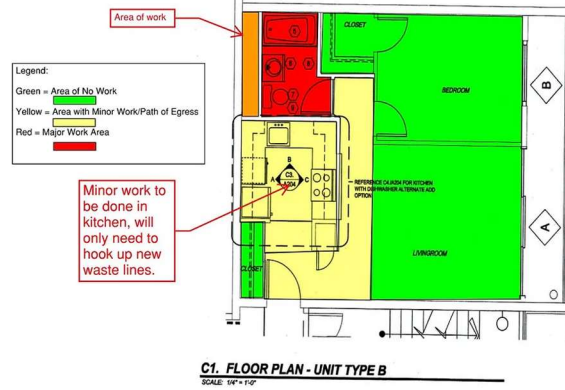 Area of work
CLOSET
Legend:
Green = Area of No Work
Yellow = Area with Minor Work/Path of Egress
Red = Major Work Area
BEDROOM
B
B
C3.
A
C
A204
REFERENCE C4./A204 FOR KITCHEN
WITH DISHWASHER ALTERNATE ADD
OPTION
Minor work to
be done in
kitchen, will
only need to
hook up new
waste lines.
A
LIVINGROOM
CLOSET
C1. FLOOR PLAN - UNIT TYPE B
SCALE: 1/4" = 1'-0"